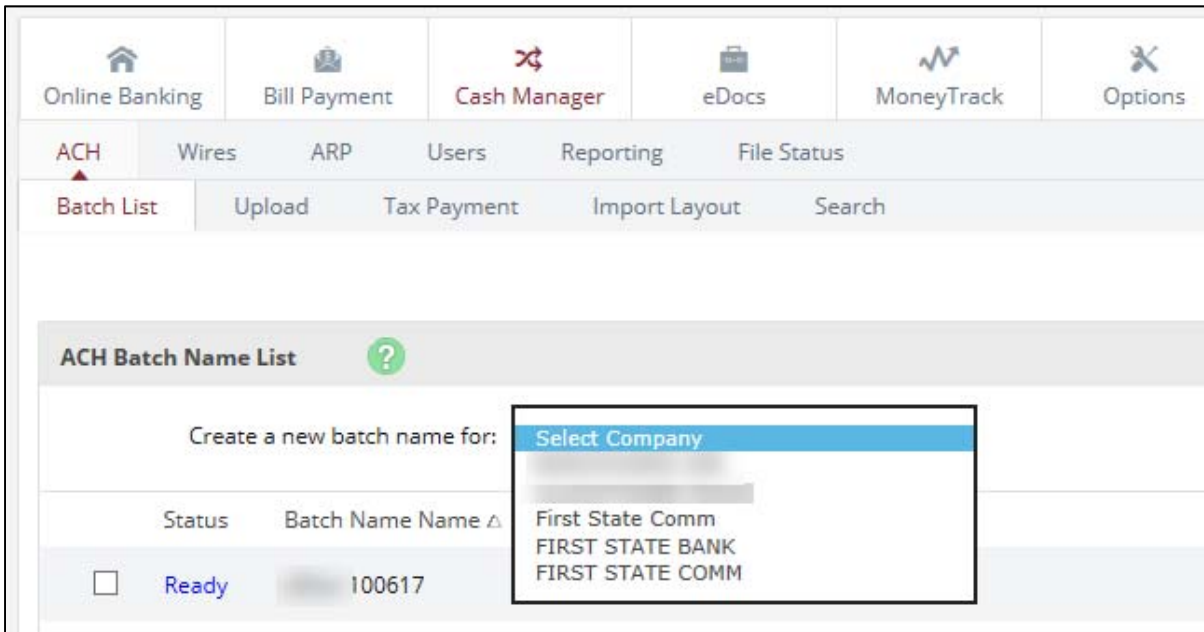 Online Banking Bill Payment Cash Manager eDocs MoneyTrack Options
ACH Wires ARP Users Reporting File Status
Batch List Upload Tax Payment Import Layout Search
ACH Batch Name List ?
Create a new batch name for: Select Company
Status Batch Name Name △ First State Comm
FIRST STATE BANK
FIRST STATE COMM
Ready 100617